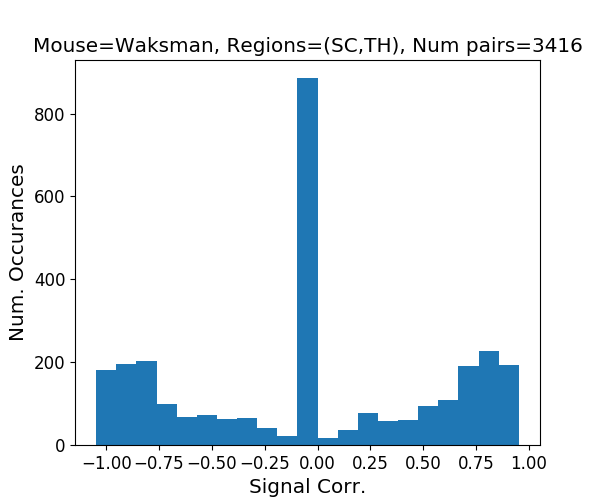 Mouse=Waksman, Regions=(SC,TH), Num pairs=3416
Num. Occurances
800
600
400
200
0
−1.00 −0.75 −0.50 −0.25 0.00 0.25 0.50 0.75 1.00
Signal Corr.